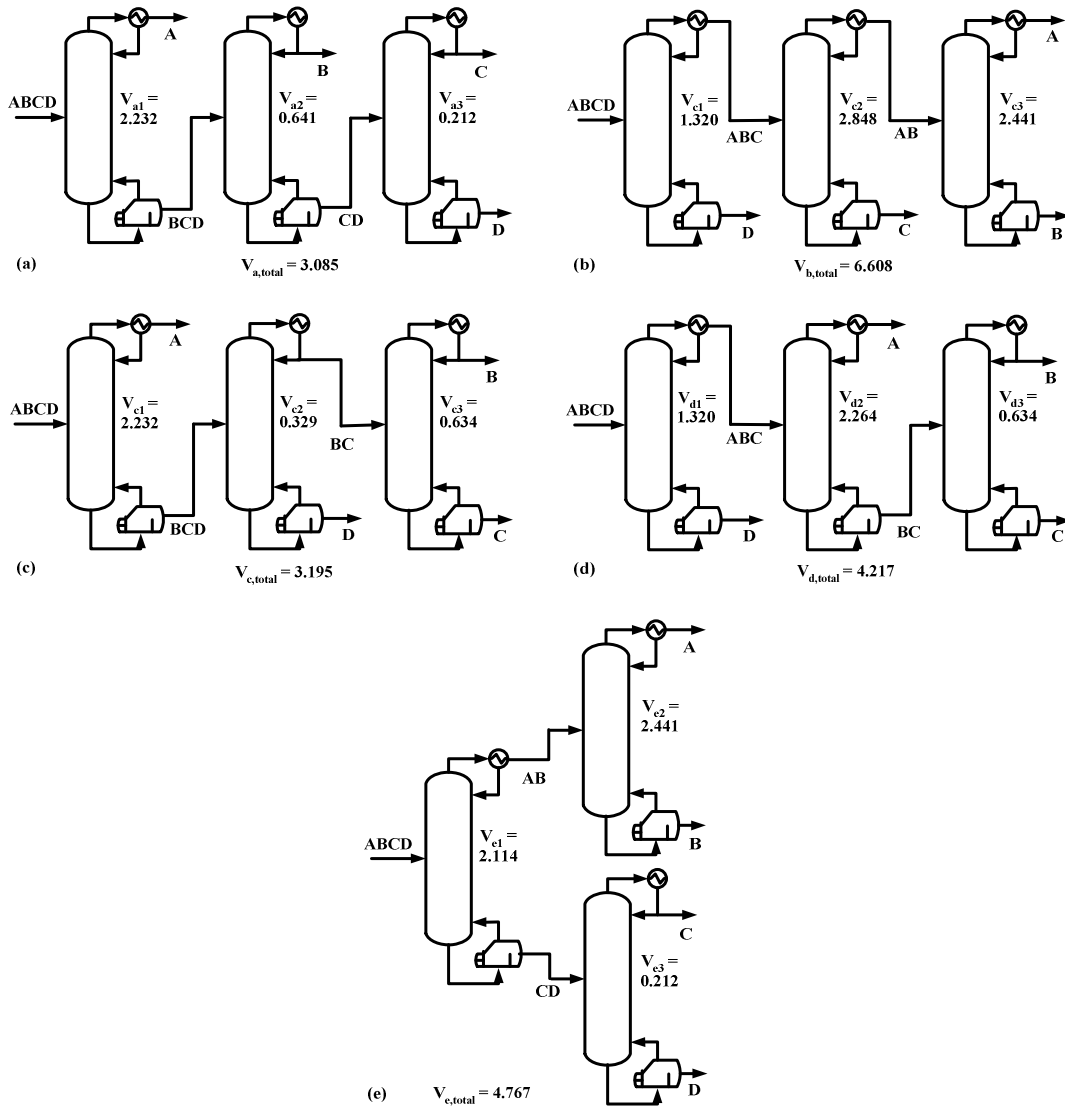 A
B
C
ABCD
V_a1 =
2.232
V_a2 =
0.641
V_a3 =
0.212
BCD
CD
D
(a)
V_a,total = 3.085
A
ABCD
V_c1 =
1.320
V_c2 =
2.848
V_c3 =
2.441
ABC
AB
D
C
B
(b)
V_b,total = 6.608
A
B
ABCD
V_c1 =
2.232
V_c2 =
0.329
V_c3 =
0.634
BC
BCD
D
C
(c)
V_c,total = 3.195
A
B
ABCD
V_d1 =
1.320
V_d2 =
2.264
V_d3 =
0.634
ABC
BC
D
C
(d)
V_d,total = 4.217
A
V_e2 =
2.441
AB
B
ABCD
V_e1 =
2.114
C
CD
V_e3 =
0.212
D
(e)
V_e,total = 4.767